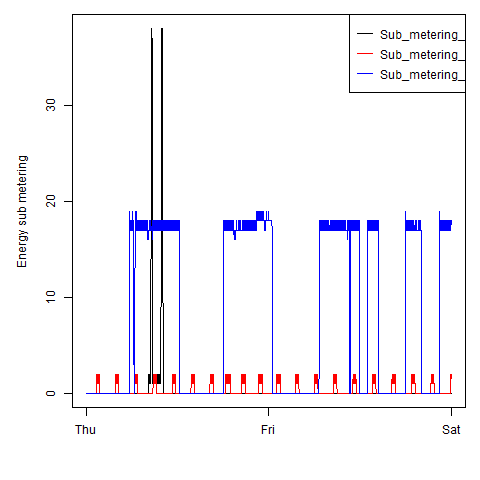 Sub_metering_
Sub_metering_
Sub_metering_
Energy sub metering
30
20
10
0
Thu Fri Sat